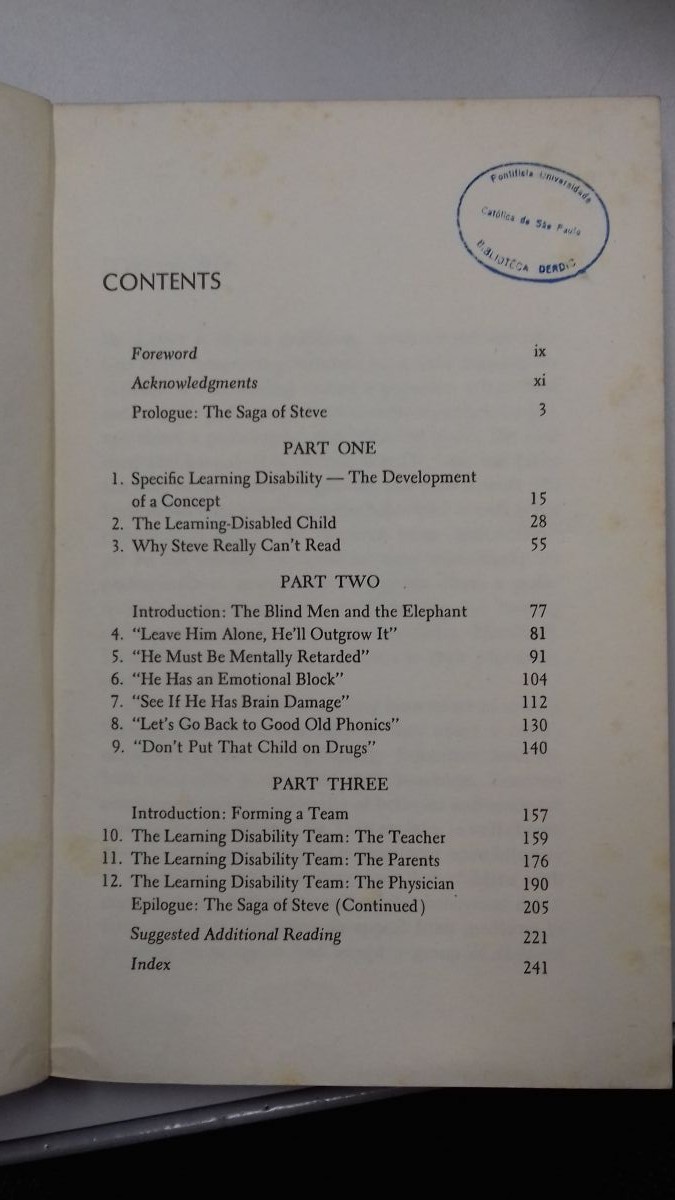 Pontifícia Universidade
Católica de São Paulo
BIBLIOTECA DERDIC
CONTENTS
Foreword ix
Acknowledgments xi
Prologue: The Saga of Steve 3
PART ONE
1. Specific Learning Disability — The Development
of a Concept 15
2. The Learning-Disabled Child 28
3. Why Steve Really Can't Read 55
PART TWO
Introduction: The Blind Men and the Elephant 77
4. “Leave Him Alone, He'll Outgrow It” 81
5. “He Must Be Mentally Retarded” 91
6. “He Has an Emotional Block” 104
7. “See If He Has Brain Damage” 112
8. “Let's Go Back to Good Old Phonics” 130
9. “Don't Put That Child on Drugs” 140
PART THREE
Introduction: Forming a Team 157
10. The Learning Disability Team: The Teacher 159
11. The Learning Disability Team: The Parents 176
12. The Learning Disability Team: The Physician 190
Epilogue: The Saga of Steve (Continued) 205
Suggested Additional Reading 221
Index 241